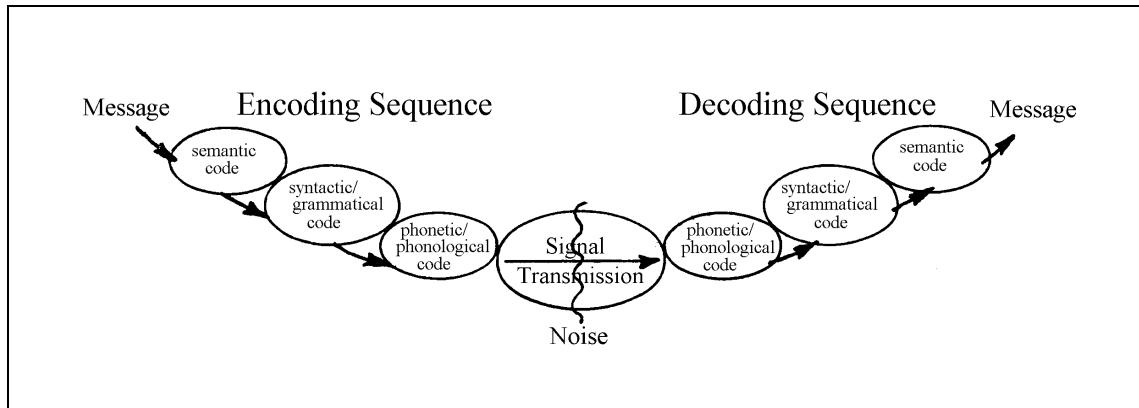 Message
Encoding Sequence
semantic
code
syntactic/
grammatical
code
phonetic/
phonological
code
Signal
Transmission
Noise
Decoding Sequence
phonetic/
phonological
code
syntactic/
grammatical
code
semantic
code
Message